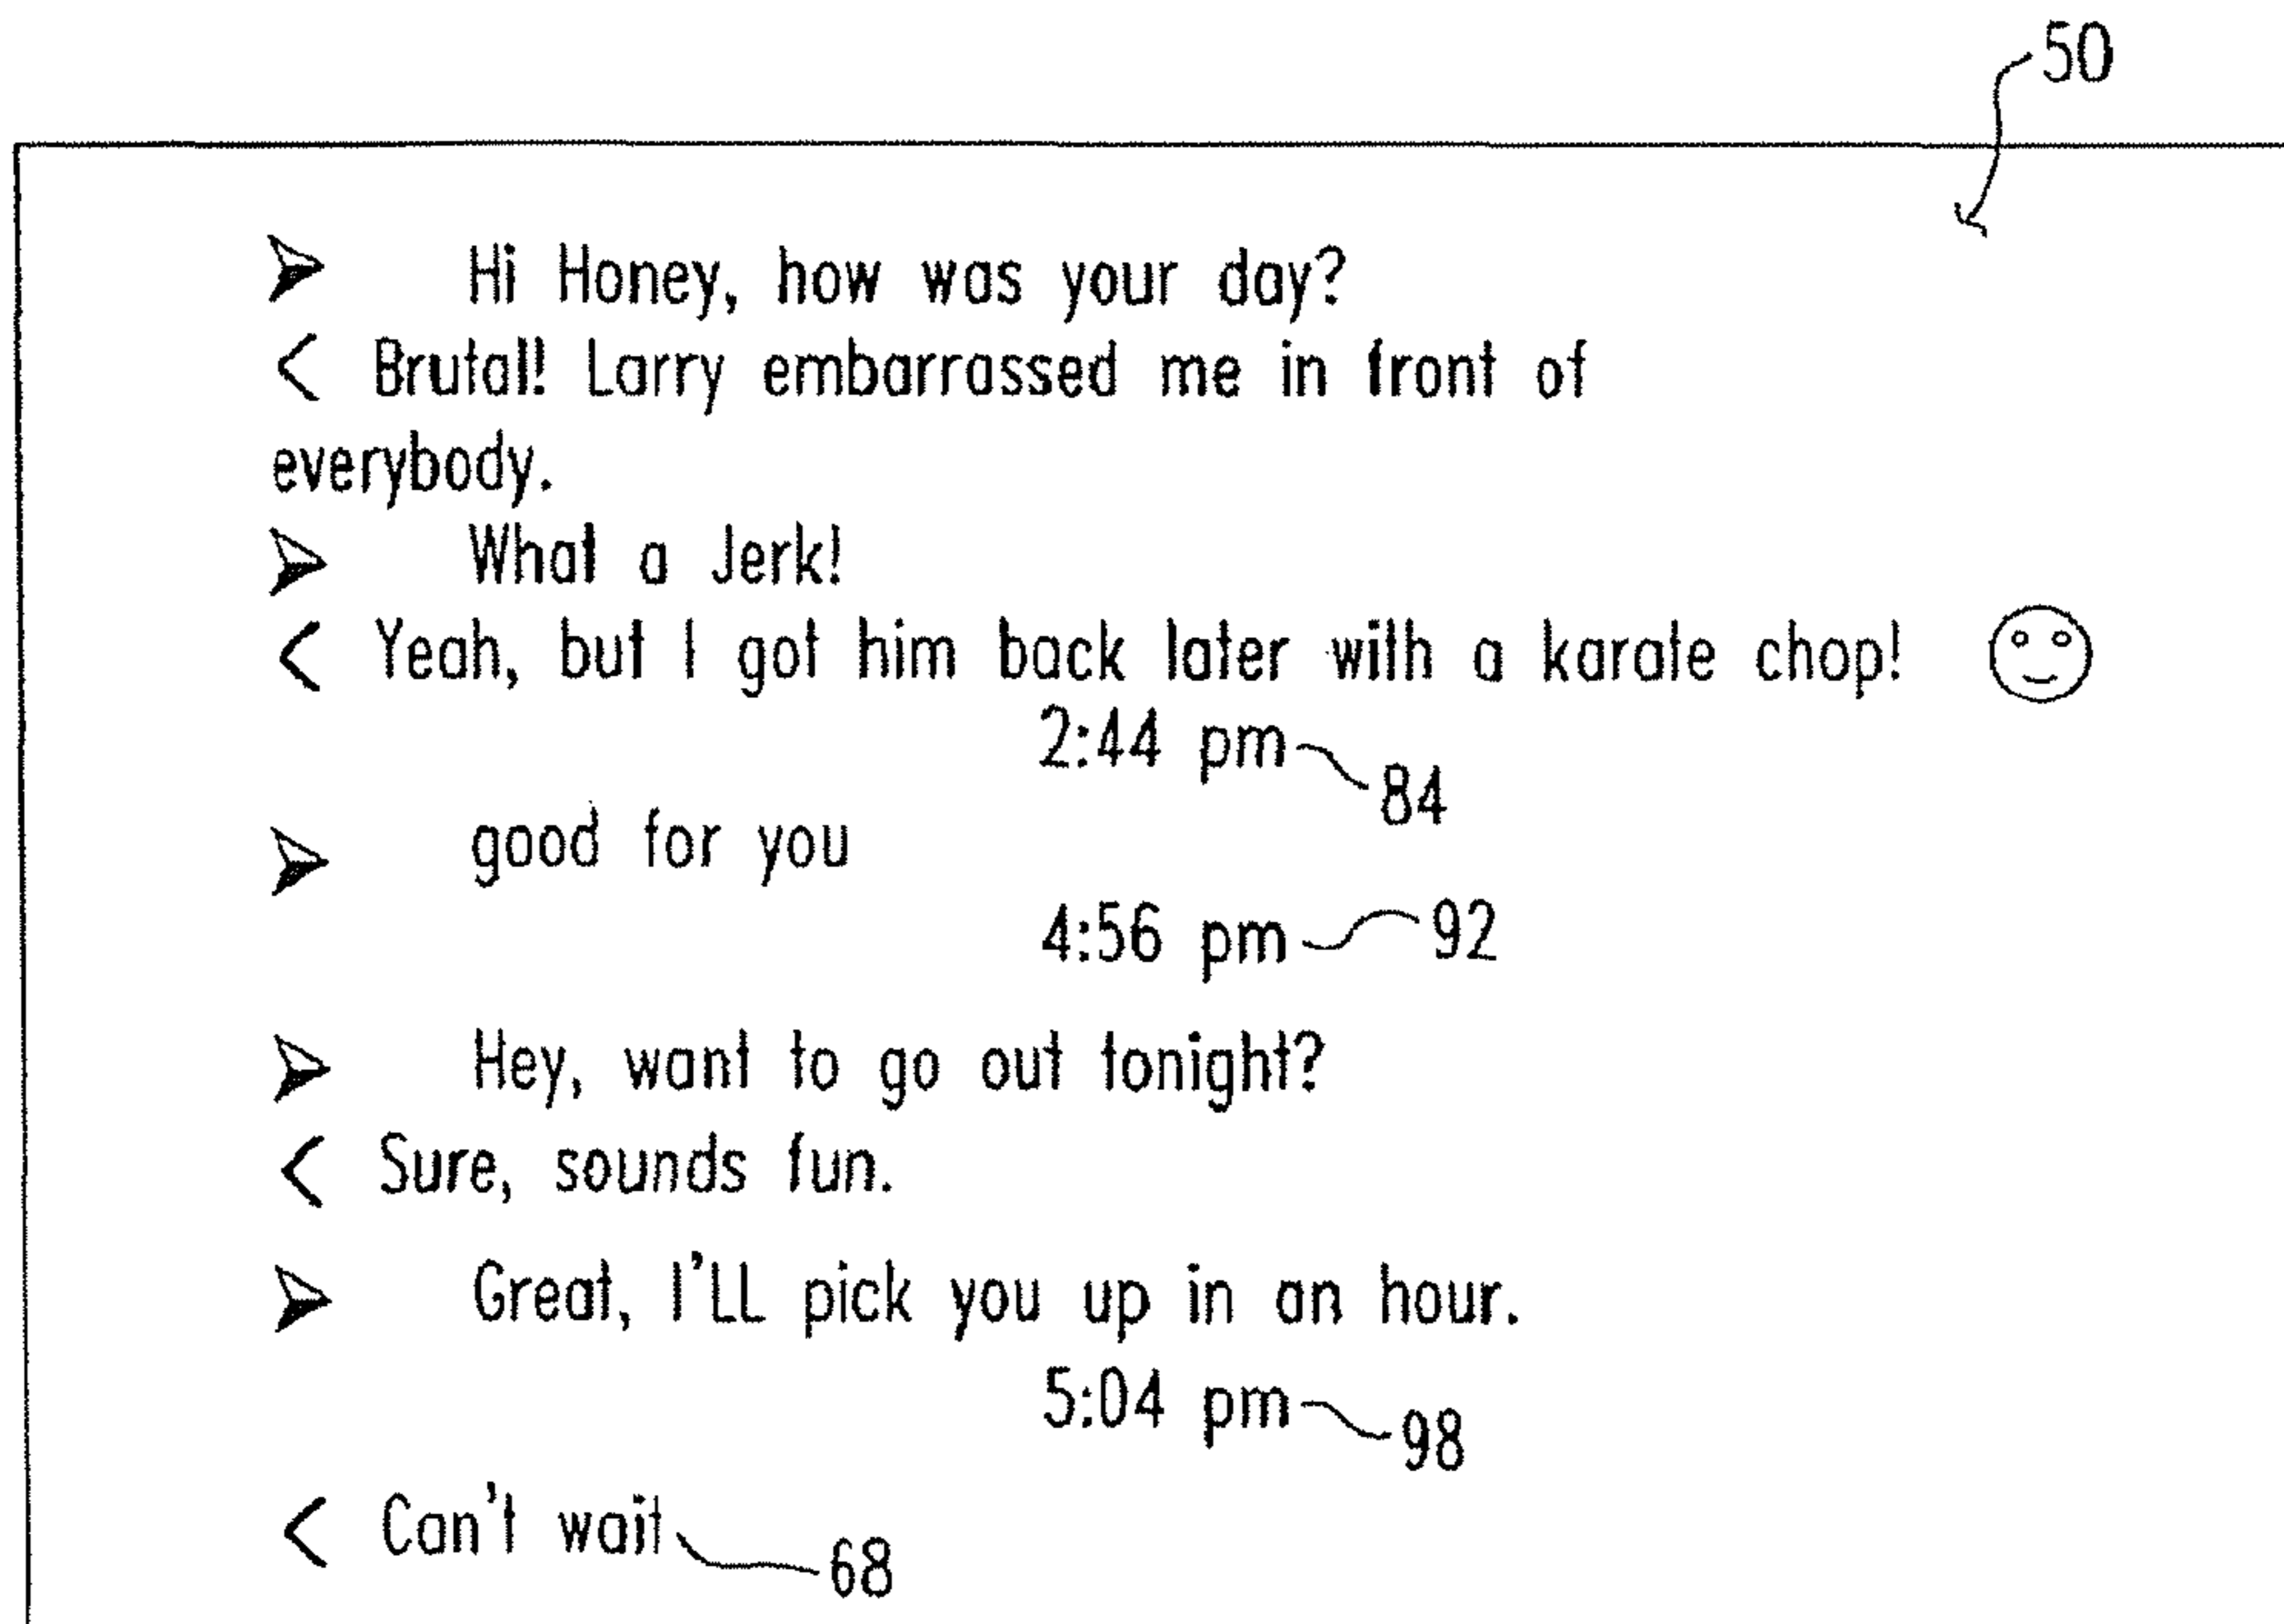 50
➢ Hi Honey, how was your day?
< Brutal! Larry embarrassed me in front of
everybody.
➢ What a Jerk!
< Yeah, but I got him back later with a karate chop! ☺
2:44 pm 84
➢ good for you
4:56 pm 92
➢ Hey, want to go out tonight?
< Sure, sounds fun.
➢ Great, I'LL pick you up in an hour.
5:04 pm 98
< Can't wait 68